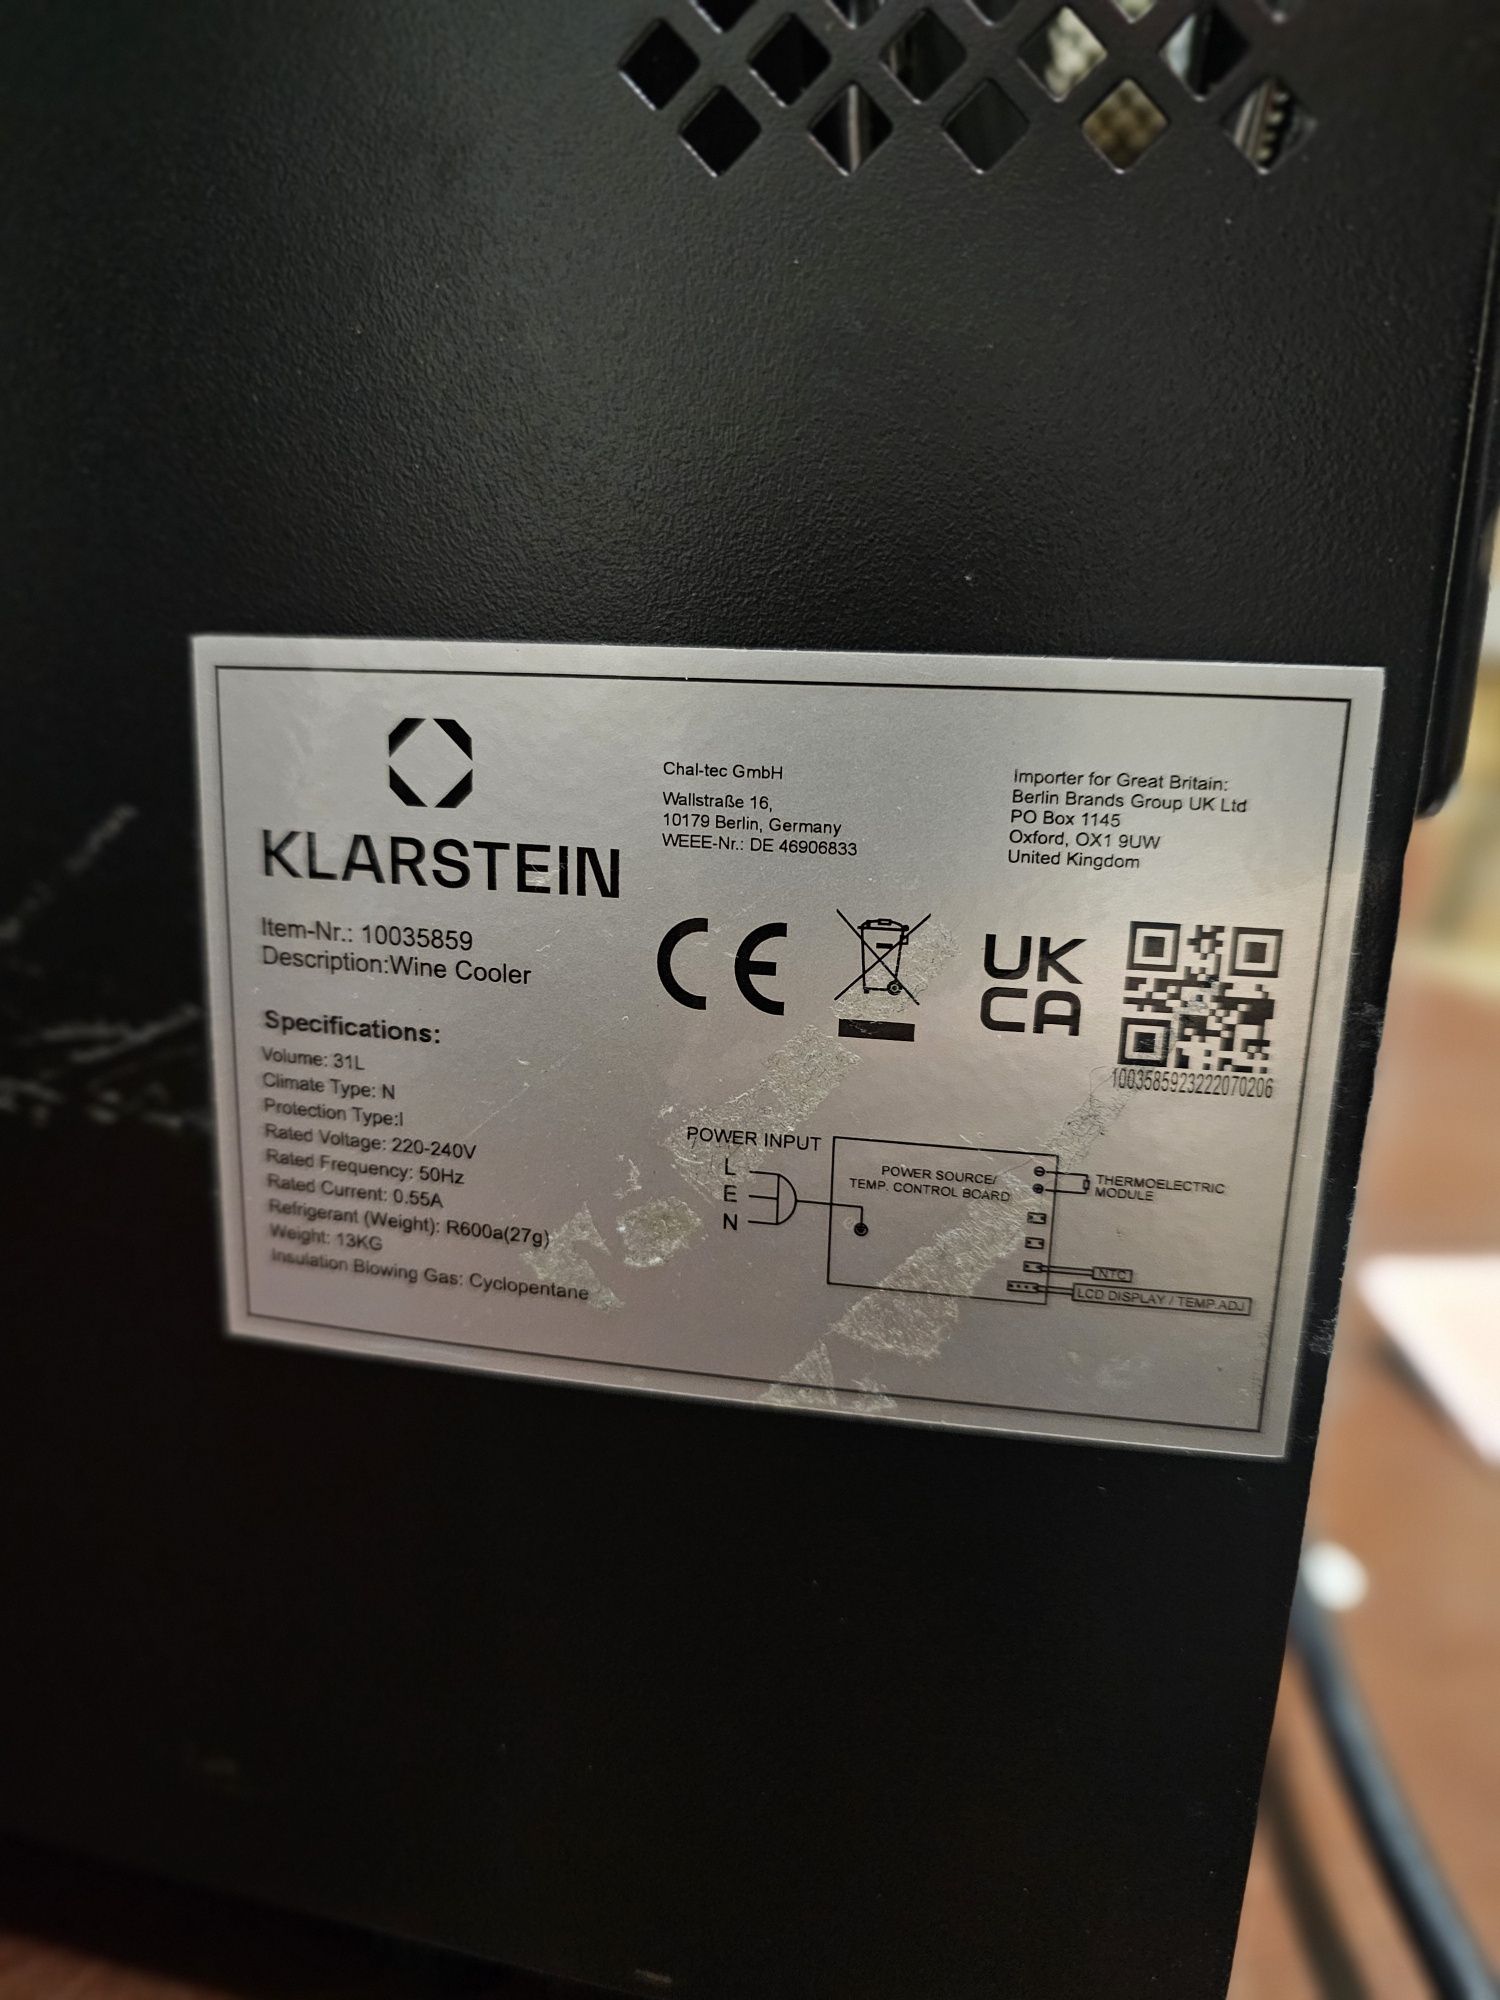 KLARSTEIN
Item-Nr.: 10035859
Description:Wine Cooler
Specifications:
Volume: 31L
Climate Type: N
Protection Type:I
Rated Voltage: 220-240V
Rated Frequency: 50Hz
Rated Current: 0.55A
Refrigerant (Weight): R600a(27g)
Weight: 13KG
Insulation Blowing Gas: Cyclopentane
Chal-tec GmbH
Wallstraße 16,
10179 Berlin, Germany
WEEE-Nr.: DE 46906833
Importer for Great Britain:
Berlin Brands Group UK Ltd
PO Box 1145
Oxford, OX1 9UW
United Kingdom
CE
UK
CA
1003585923222070206
POWER INPUT
L
E
N
POWER SOURCE/
TEMP. CONTROL BOARD
THERMOELECTRIC
MODULE
NTC
LCD DISPLAY / TEMP.ADJ